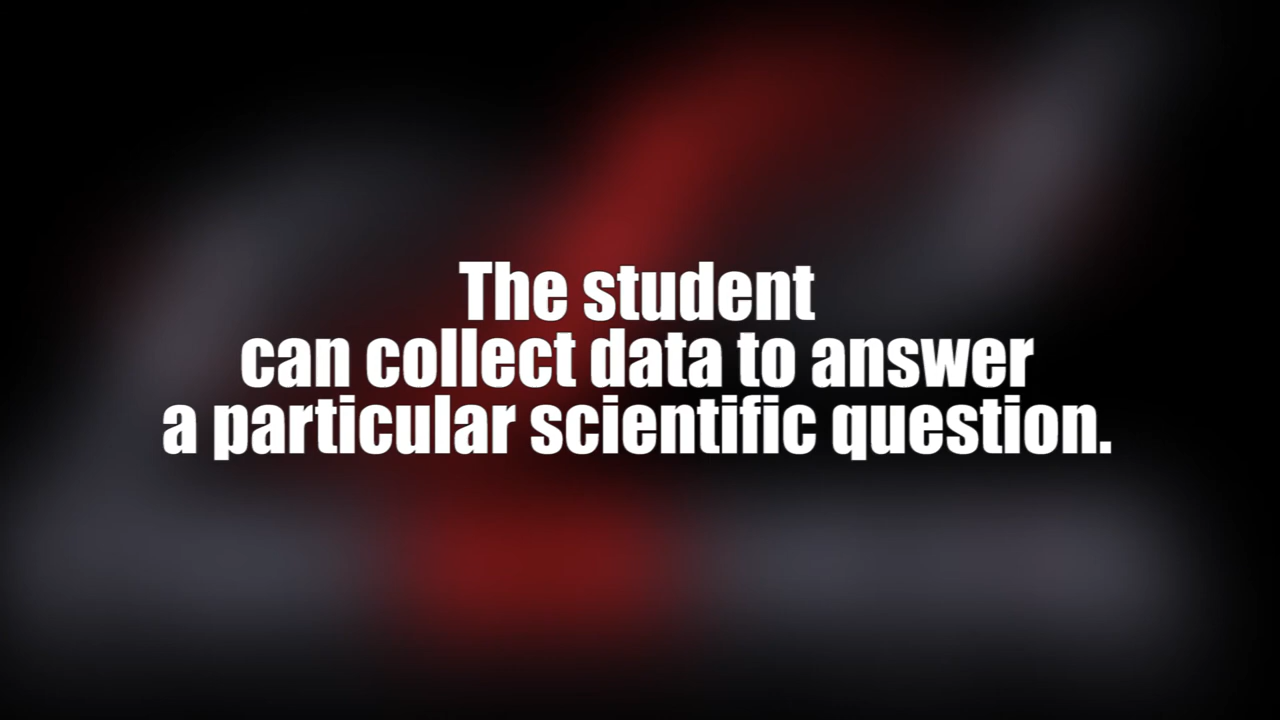 The student
can collect data to answer
a particular scientific question.